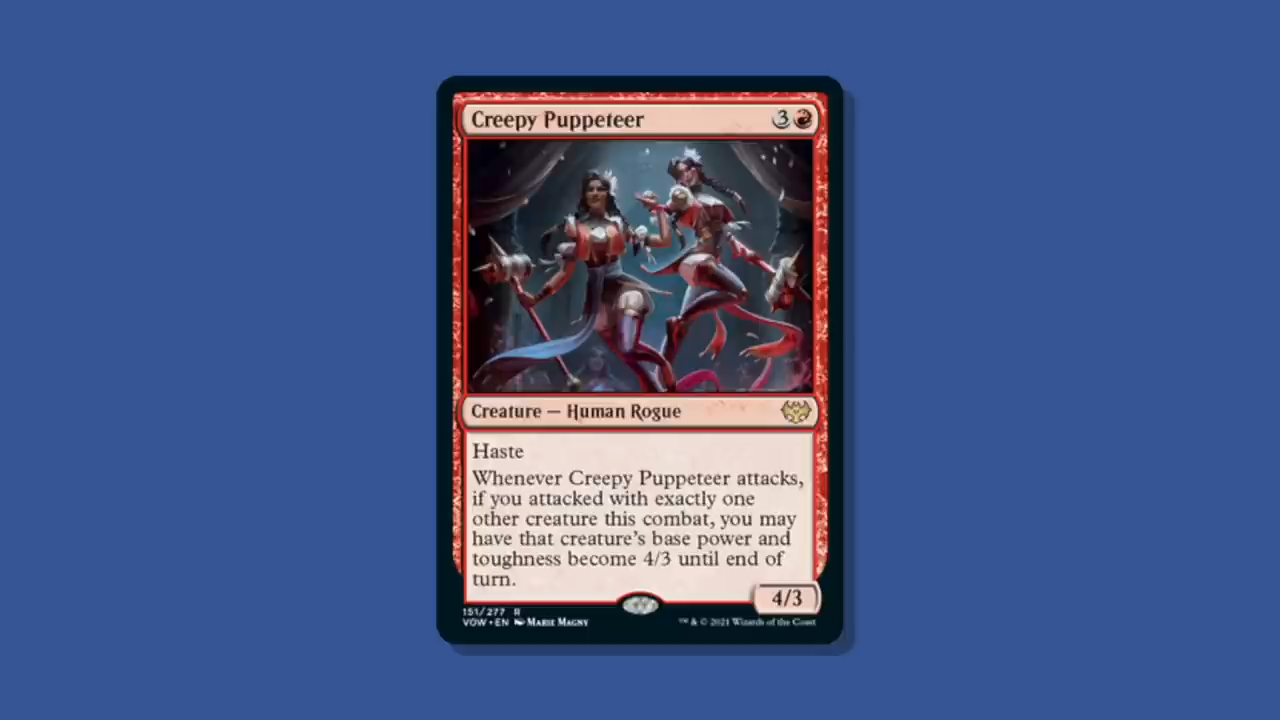 Creepy Puppeteer 3
Creature — Human Rogue
Haste
Whenever Creepy Puppeteer attacks,
if you attacked with exactly one
other creature this combat, you may
have that creature's base power and
toughness become 4/3 until end of
turn.
4/3
151/277 R
VOW • EN Marie Magny
™ & © 2021 Wizards of the Coast